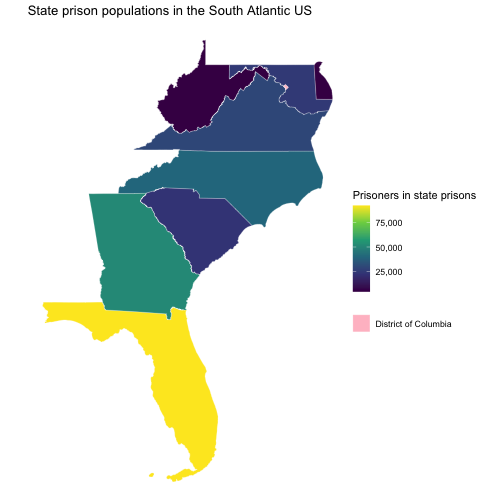 State prison populations in the South Atlantic US
Prisoners in state prisons
75,000
50,000
25,000
District of Columbia